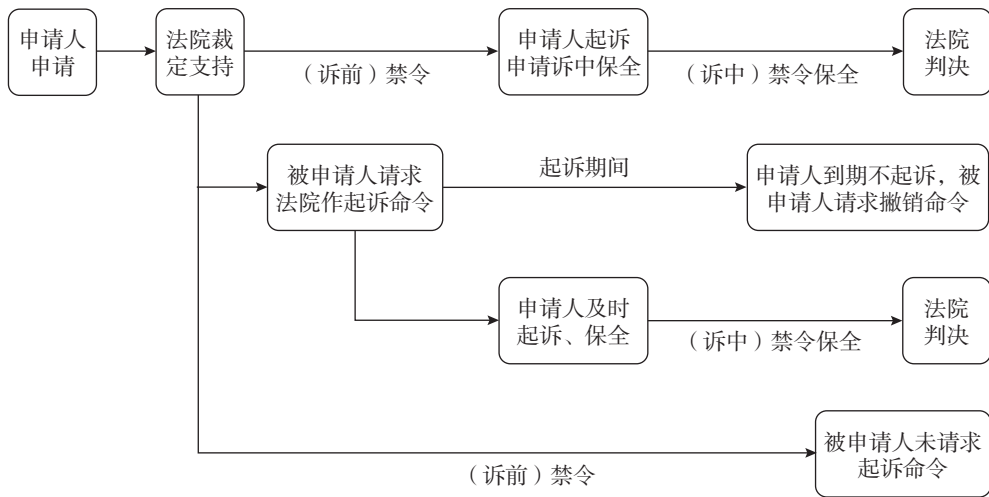 申请人
申请
法院裁
定支持
（诉前）禁令
申请人起诉
申请诉中保全
（诉中）禁令保全
法院
判决
被申请人请求
法院作起诉命令
起诉期间
申请人到期不起诉，被
申请人请求撤销命令
申请人及时
起诉、保全
（诉中）禁令保全
法院
判决
（诉前）禁令
被申请人未请求
起诉命令